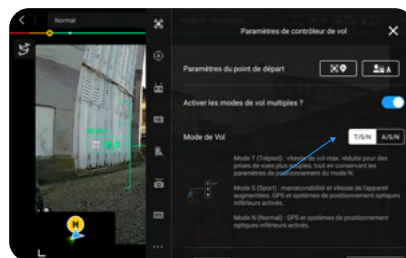 Normal
Paramètres de contrôleur de vol
Paramètres du point de départ
A
Activer les modes de vol multiples ?
Mode de Vol
T/S/N
A/S/N
Mode T (Trépied) : vitesse de vol max. réduite pour des
prises de vues plus simples, tout en conservant les
paramètres de positionnement du mode N.
Mode S (Sport) : manœuvrabilité et vitesse de l'appareil
augmentées. GPS et systèmes de positionnement optiques
inférieurs activés.
Mode N (Normal) : GPS et systèmes de positionnement
optiques inférieurs activés.
H